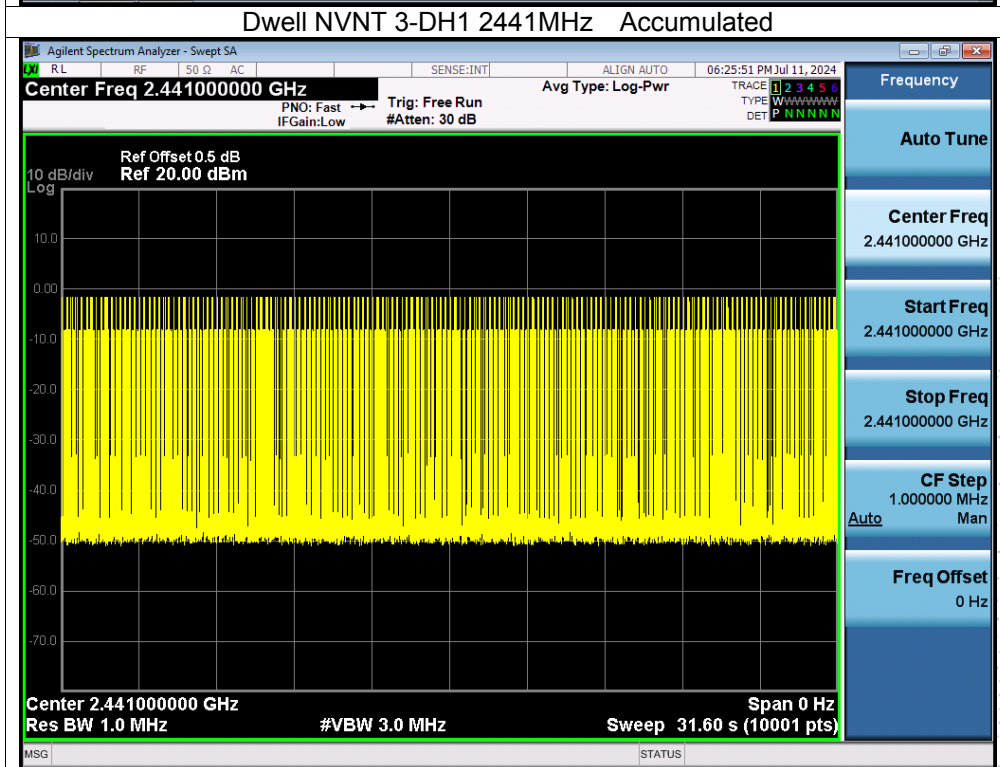 Dwell NVNT 3-DH1 2441MHz Accumulated
Agilent Spectrum Analyzer - Swept SA
LXI RL RF 50 Ω AC SENSE:INT ALIGN AUTO 06:25:51 PM Jul 11, 2024
Center Freq 2.441000000 GHz
PNO: Fast
IFGain:Low
Trig: Free Run
#Atten: 30 dB
Avg Type: Log-Pwr
TRACE 1 2 3 4 5 6
TYPE WWWWWW
DET P N N N N N
Ref Offset 0.5 dB
10 dB/div Ref 20.00 dBm
Log
10.0
0.00
-10.0
-20.0
-30.0
-40.0
-50.0
-60.0
-70.0
Center 2.441000000 GHz Span 0 Hz
Res BW 1.0 MHz #VBW 3.0 MHz Sweep 31.60 s (10001 pts)
MSG STATUS
Frequency
Auto Tune
Center Freq
2.441000000 GHz
Start Freq
2.441000000 GHz
Stop Freq
2.441000000 GHz
CF Step
1.000000 MHz
Auto Man
Freq Offset
0 Hz